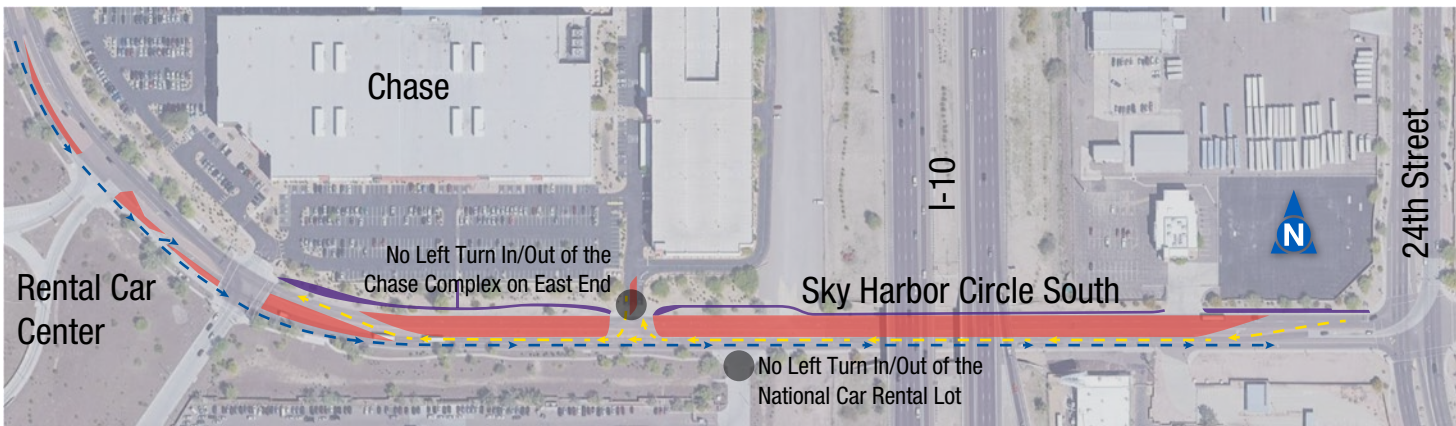 Chase
I-10
24th Street
N
No Left Turn In/Out of the
Chase Complex on East End
Sky Harbor Circle South
Rental Car
Center
No Left Turn In/Out of the
National Car Rental Lot